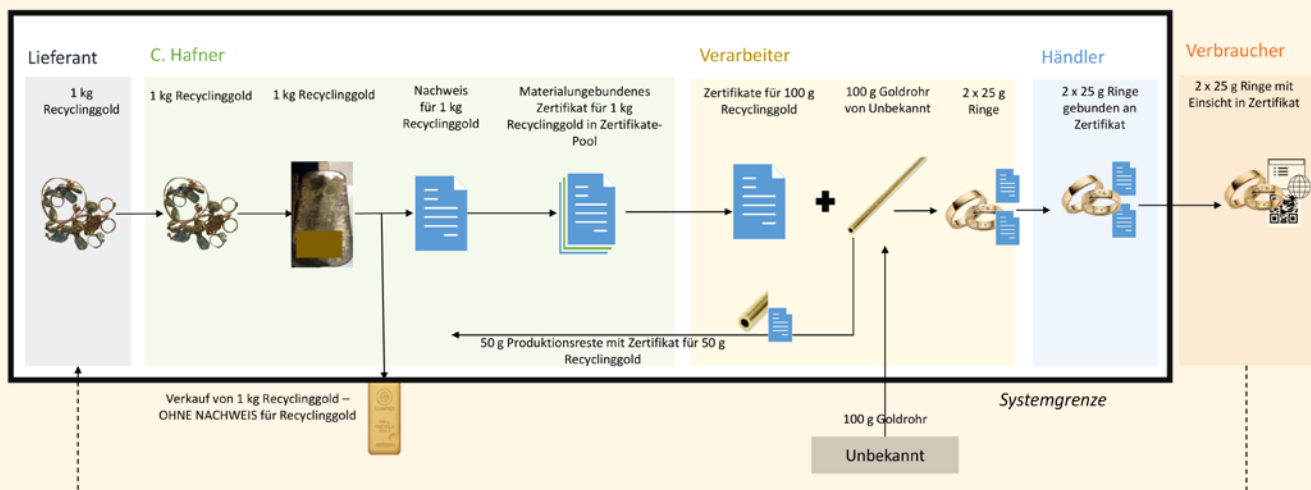 Lieferant
C. Hafner
Verarbeiter
Händler
Verbraucher
1 kg
Recyclinggold
1 kg Recyclinggold
1 kg Recyclinggold
Nachweis
für 1 kg
Recyclinggold
Materialungebundenes
Zertifikat für 1 kg
Recyclinggold in Zertifikate-
Pool
Zertifikate für 100 g
Recyclinggold
100 g Goldrohr
von Unbekannt
2 x 25 g
Ringe
2 x 25 g Ringe
gebunden an
Zertifikat
2 x 25 g Ringe mit
Einsicht in Zertifikat
50 g Produktionsreste mit Zertifikat für 50 g
Recyclinggold
Verkauf von 1 kg Recyclinggold –
OHNE NACHWEIS für Recyclinggold
Systemgrenze
100 g Goldrohr
Unbekannt